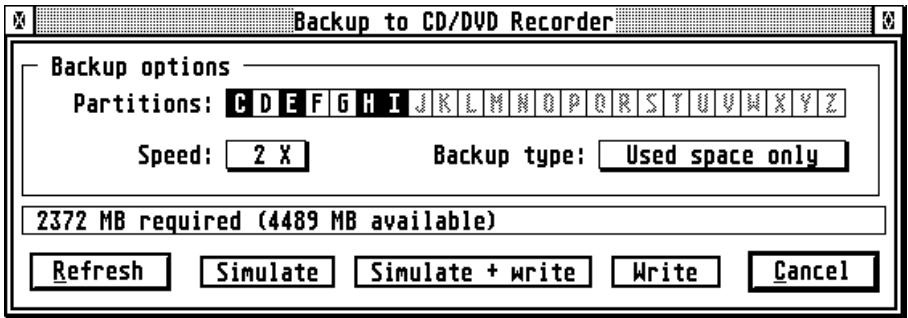 Backup to CD/DVD Recorder
Backup options
Partitions: C D E F G H I J K L M N O P Q R S T U V W X Y Z
Speed: 2 X Backup type: Used space only
2372 MB required (4489 MB available)
Refresh Simulate Simulate + write Write Cancel